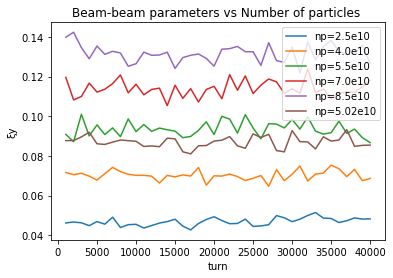 Beam-beam parameters vs Number of particles
ξy
0.14
0.12
0.10
0.08
0.06
0.04
np=2.5e10
np=4.0e10
np=5.5e10
np=7.0e10
np=8.5e10
np=5.02e10
0 5000 10000 15000 20000 25000 30000 35000 40000
turn